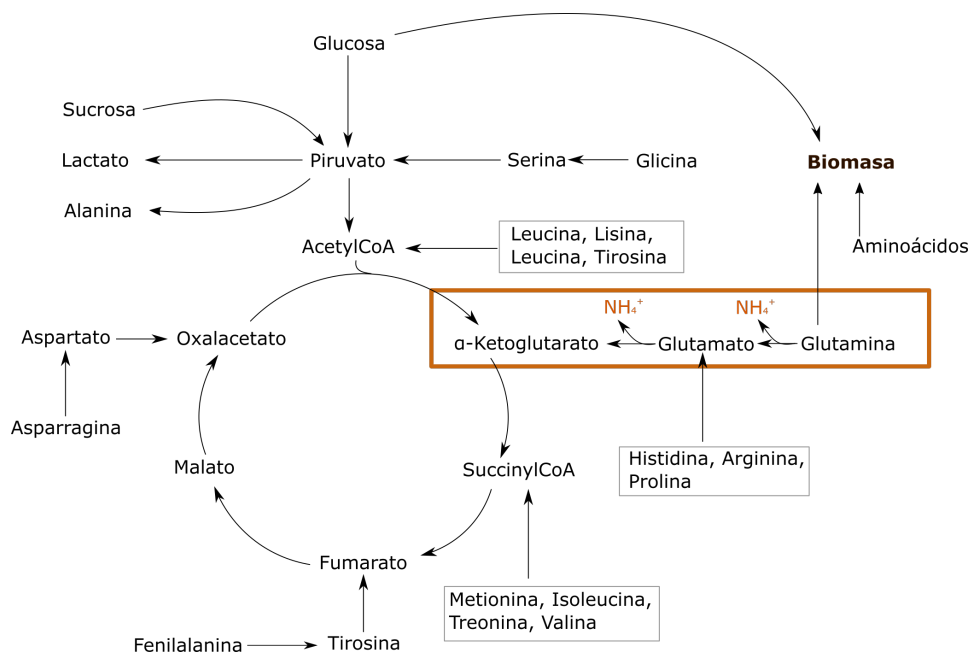 Glucosa
Sucrosa
Lactato
Piruvato
Serina
Glicina
Biomasa
Alanina
AcetylCoA
Leucina, Lisina,
Leucina, Tirosina
Aminoácidos
NH₄⁺
NH₄⁺
Aspartato
Oxalacetato
α-Ketoglutarato
Glutamato
Glutamina
Asparragina
Malato
SuccinylCoA
Histidina, Arginina,
Prolina
Fumarato
Metionina, Isoleucina,
Treonina, Valina
Fenilalanina
Tirosina